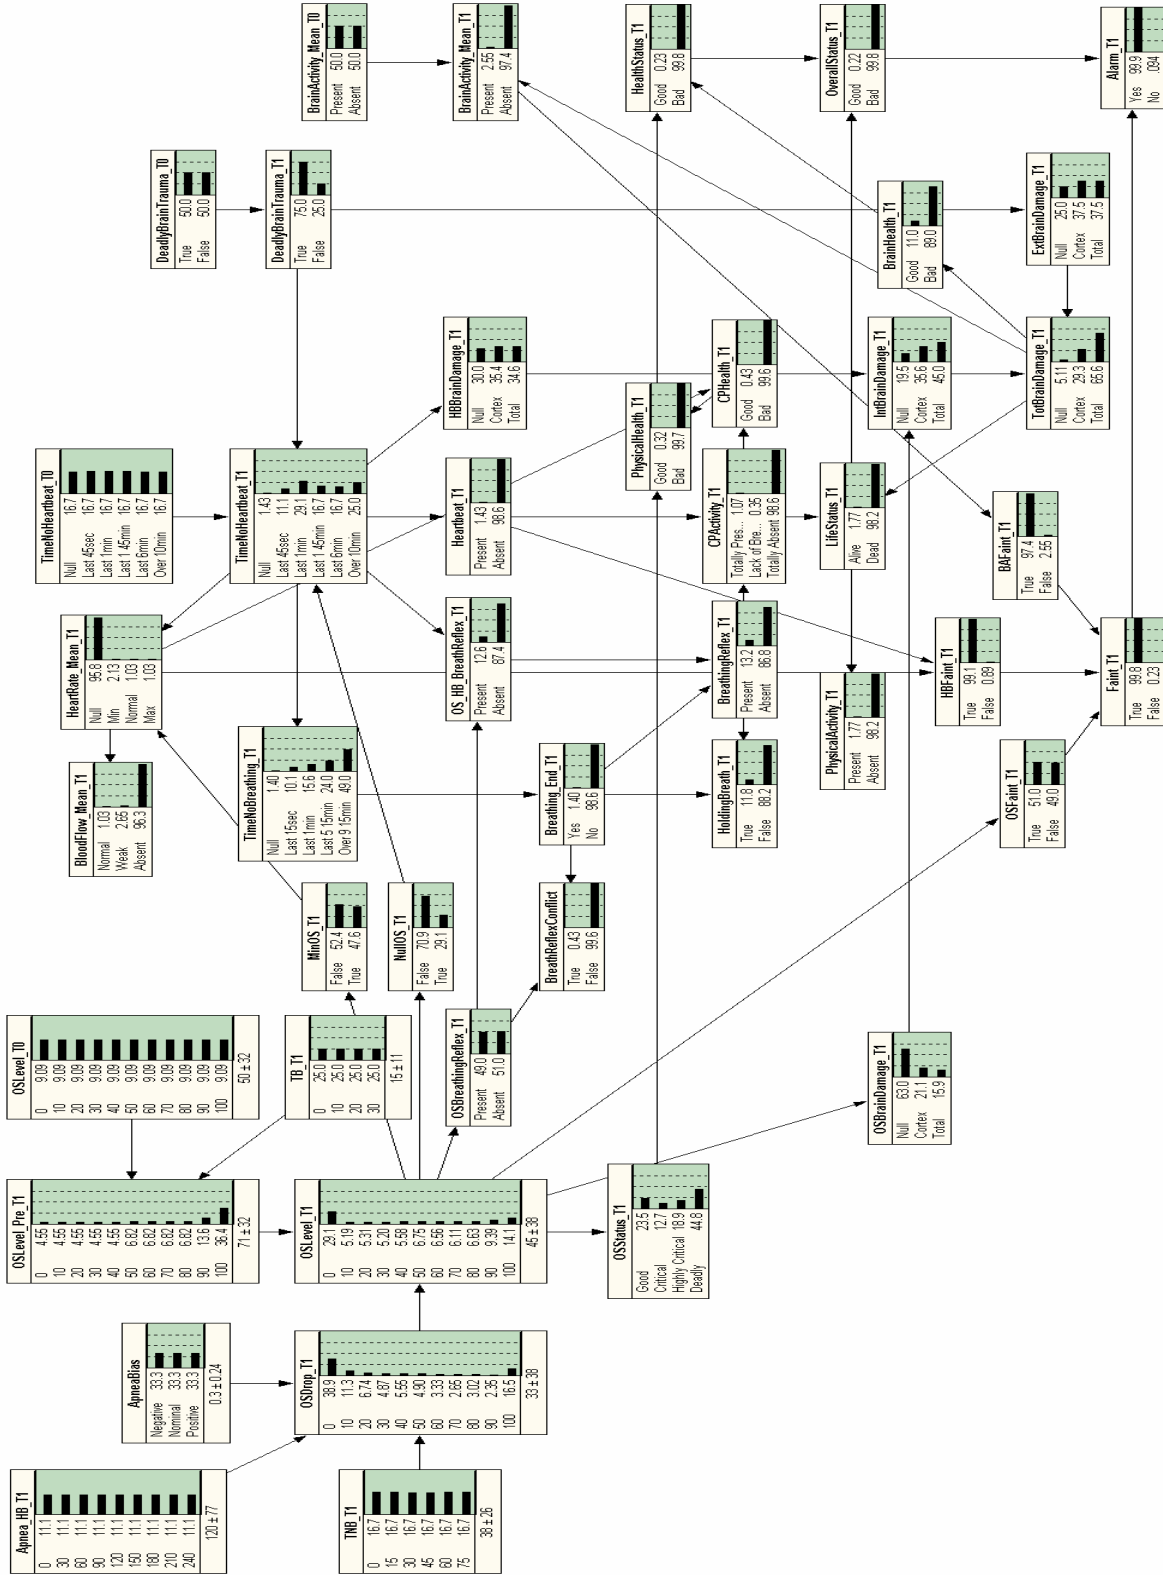 Apnea_HB_T1
0 11.1
30 11.1
60 11.1
90 11.1
120 11.1
150 11.1
180 11.1
210 11.1
240 11.1
120 ± 77
ApneaBias
Negative 33.3
Nominal 33.3
Positive 33.3
0.3 ± 0.24
OSLevel_Pre_T1
0 4.55
10 4.55
20 4.55
30 4.55
40 4.55
50 6.82
60 6.82
70 6.82
80 6.82
90 13.6
100 36.4
71 ± 32
OSLevel_T0
0 9.09
10 9.09
20 9.09
30 9.09
40 9.09
50 9.09
60 9.09
70 9.09
80 9.09
90 9.09
100 9.09
50 ± 32
BloodFlow_Mean_T1
Normal 1.03
Weak 2.65
Absent 96.3
HeartRate_Mean_T1
Null 95.8
Min 2.13
Normal 1.03
Max 1.03
TimeNoHeartbeat_T0
Null 16.7
Last 45sec 16.7
Last 1min 16.7
Last 1 45min 16.7
Last 6min 16.7
Over 10min 16.7
DeadlyBrainTrauma_T0
True 50.0
False 50.0
BrainActivity_Mean_T0
Present 50.0
Absent 50.0
TNB_T1
0 16.7
15 16.7
30 16.7
45 16.7
60 16.7
75 16.7
38 ± 26
OSDrop_T1
0 38.9
10 11.3
20 6.74
30 4.87
40 5.55
50 4.90
60 3.33
70 2.65
80 3.02
90 2.35
100 16.5
33 ± 38
OSLevel_T1
0 29.1
10 5.19
20 5.31
30 5.20
40 5.58
50 6.75
60 6.56
70 6.11
80 6.63
90 9.39
100 14.1
45 ± 38
TB_T1
0 25.0
10 25.0
20 25.0
30 25.0
15 ± 11
MinOS_T1
False 52.4
True 47.6
NullOS_T1
False 70.9
True 29.1
TimeNoBreathing_T1
Null 1.40
Last 15sec 10.1
Last 1min 15.6
Last 5 15min 24.0
Over 9 15min 49.0
TimeNoHeartbeat_T1
Null 1.43
Last 45sec 11.1
Last 1min 29.1
Last 1 45min 16.7
Last 6min 16.7
Over 10min 25.0
DeadlyBrainTrauma_T1
True 75.0
False 25.0
BrainActivity_Mean_T1
Present 2.55
Absent 97.4
OSBreathingReflex_T1
Present 49.0
Absent 51.0
OS_HB_BreathReflex_T1
Present 12.6
Absent 87.4
Heartbeat_T1
Present 1.43
Absent 98.6
HBBrainDamage_T1
Null 30.0
Cortex 35.4
Total 34.6
BreathReflexConflict
True 0.43
False 99.6
Breathing_End_T1
Yes 1.40
No 98.6
OSStatus_T1
Good 23.5
Critical 12.7
Highly Critical 18.9
Deadly 44.8
PhysicalHealth_T1
Good 0.32
Bad 99.7
HealthStatus_T1
Good 0.23
Bad 99.8
HoldingBreath_T1
True 11.8
False 88.2
BreathingReflex_T1
Present 13.2
Absent 86.8
CPActivity_T1
Totally Pres... 1.07
Lack of Bre... 0.35
Totally Absent 98.6
CPHealth_T1
Good 0.43
Bad 99.6
PhysicalActivity_T1
Present 1.77
Absent 98.2
LifeStatus_T1
Alive 1.77
Dead 98.2
OverallStatus_T1
Good 0.22
Bad 99.8
OSBrainDamage_T1
Null 63.0
Cortex 21.1
Total 15.9
IntBrainDamage_T1
Null 19.5
Cortex 35.6
Total 45.0
BrainHealth_T1
Good 11.0
Bad 89.0
HBFaint_T1
True 99.1
False 0.89
BAFaint_T1
True 97.4
False 2.55
OSFaint_T1
True 51.0
False 49.0
TotBrainDamage_T1
Null 5.11
Cortex 29.3
Total 65.6
ExtBrainDamage_T1
Null 25.0
Cortex 37.5
Total 37.5
Faint_T1
True 99.8
False 0.23
Alarm_T1
Yes 99.9
No .094